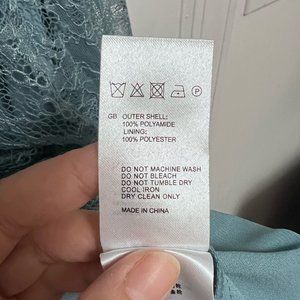 P
GB OUTER SHELL:
100% POLYAMIDE
LINING:
100% POLYESTER
DO NOT MACHINE WASH
DO NOT BLEACH
DO NOT TUMBLE DRY
COOL IRON
DRY CLEAN ONLY
MADE IN CHINA